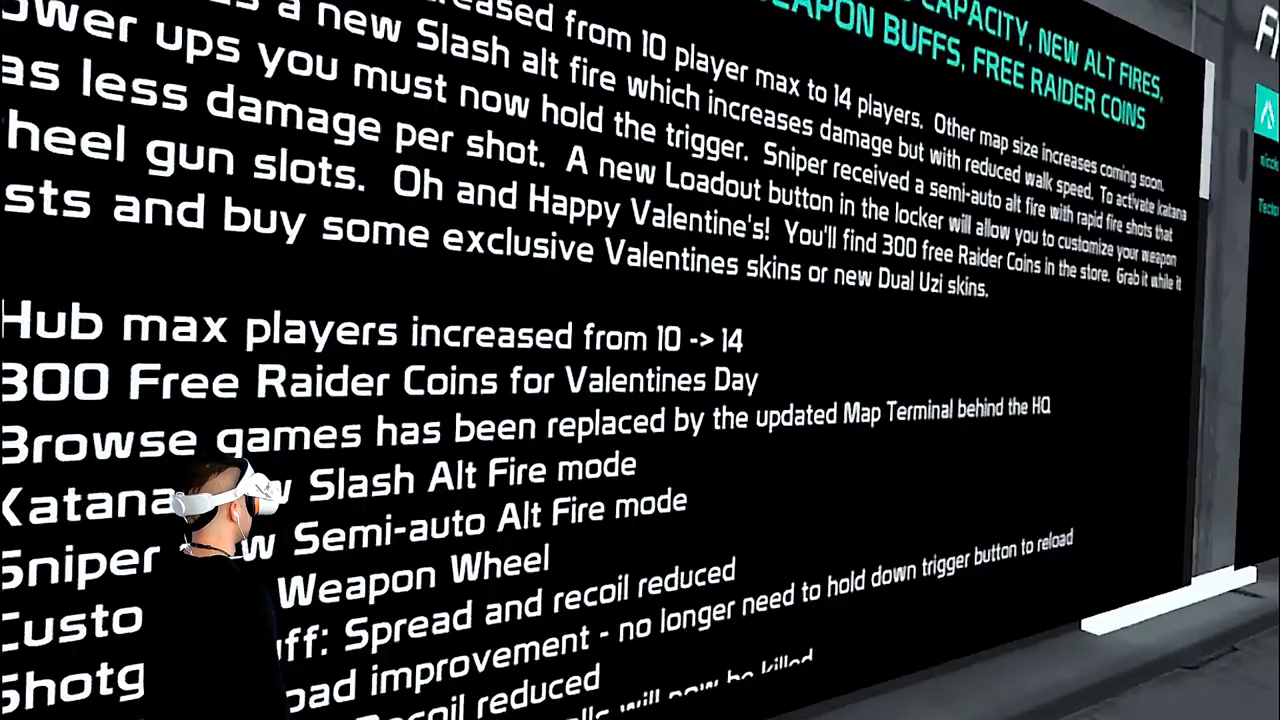 CAPACITY, NEW ALT FIRES,
WEAPON BUFFS, FREE RAIDER COINS
from 10 player max to 14 players. Other map size increases coming soon.
a new Slash alt fire which increases damage but with reduced walk speed. To activate katana
ups you must now hold the trigger. Sniper received a semi-auto alt fire with rapid fire shots that
as less damage per shot. A new Loadout button in the locker will allow you to customize your weapon
heel gun slots. Oh and Happy Valentine's! You'll find 300 free Raider Coins in the store. Grab it while it
sts and buy some exclusive Valentines skins or new Dual Uzi skins.
Hub max players increased from 10 -> 14
300 Free Raider Coins for Valentines Day
Browse games has been replaced by the updated Map Terminal behind the HQ
Katana w Slash Alt Fire mode
Sniper w Semi-auto Alt Fire mode
Custo Weapon Wheel
Shotg uff: Spread and recoil reduced
oad improvement - no longer need to hold down trigger button to reload
ecoil reduced
will now be killed